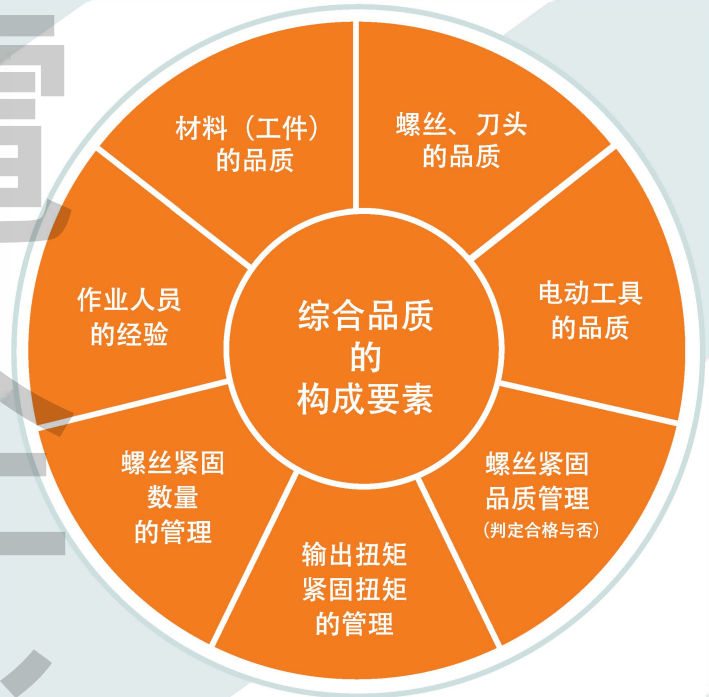 综合品质
的
构成要素
螺丝、刀头
的品质
电动工具
的品质
螺丝紧固
品质管理
(判定合格与否)
输出扭矩
紧固扭矩
的管理
螺丝紧固
数量
的管理
作业人员
的经验
材料（工件）
的品质